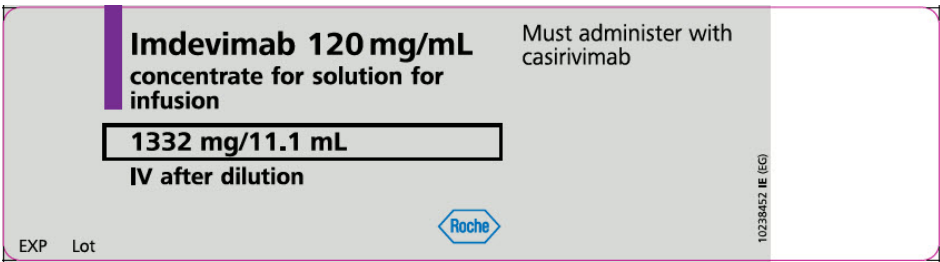 Imdevimab 120 mg/mL
concentrate for solution for
infusion
1332 mg/11.1 mL
IV after dilution
Must administer with
casirivimab
Roche
EXP Lot
10238452 IE (EG)